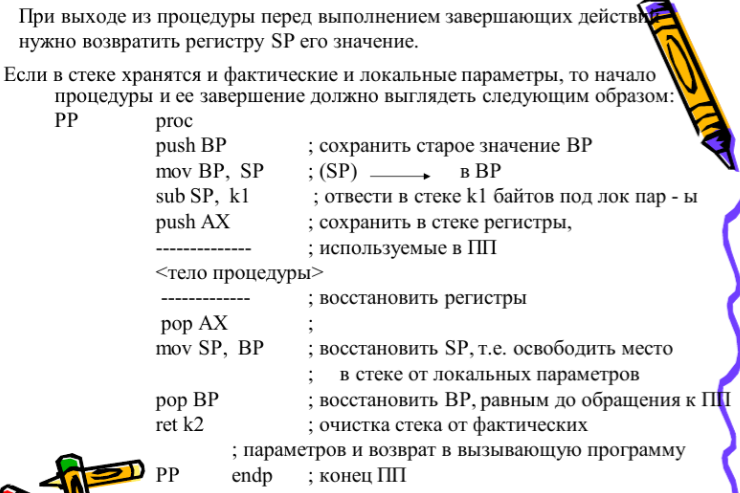 При выходе из процедуры перед выполнением завершающих действий
нужно возвратить регистру SP его значение.
Если в стеке хранятся и фактические и локальные параметры, то начало
процедуры и ее завершение должно выглядеть следующим образом:
PP proc
push BP ; сохранить старое значение BP
mov BP, SP ; (SP) → в BP
sub SP, k1 ; отвести в стеке k1 байтов под лок пар - ы
push AX ; сохранить в стеке регистры,
-------------- ; используемые в ПП
<тело процедуры>
------------- ; восстановить регистры
pop AX ;
mov SP, BP ; восстановить SP, т.е. освободить место
; в стеке от локальных параметров
pop BP ; восстановить BP, равным до обращения к ПП
ret k2 ; очистка стека от фактических
; параметров и возврат в вызывающую программу
PP endp ; конец ПП